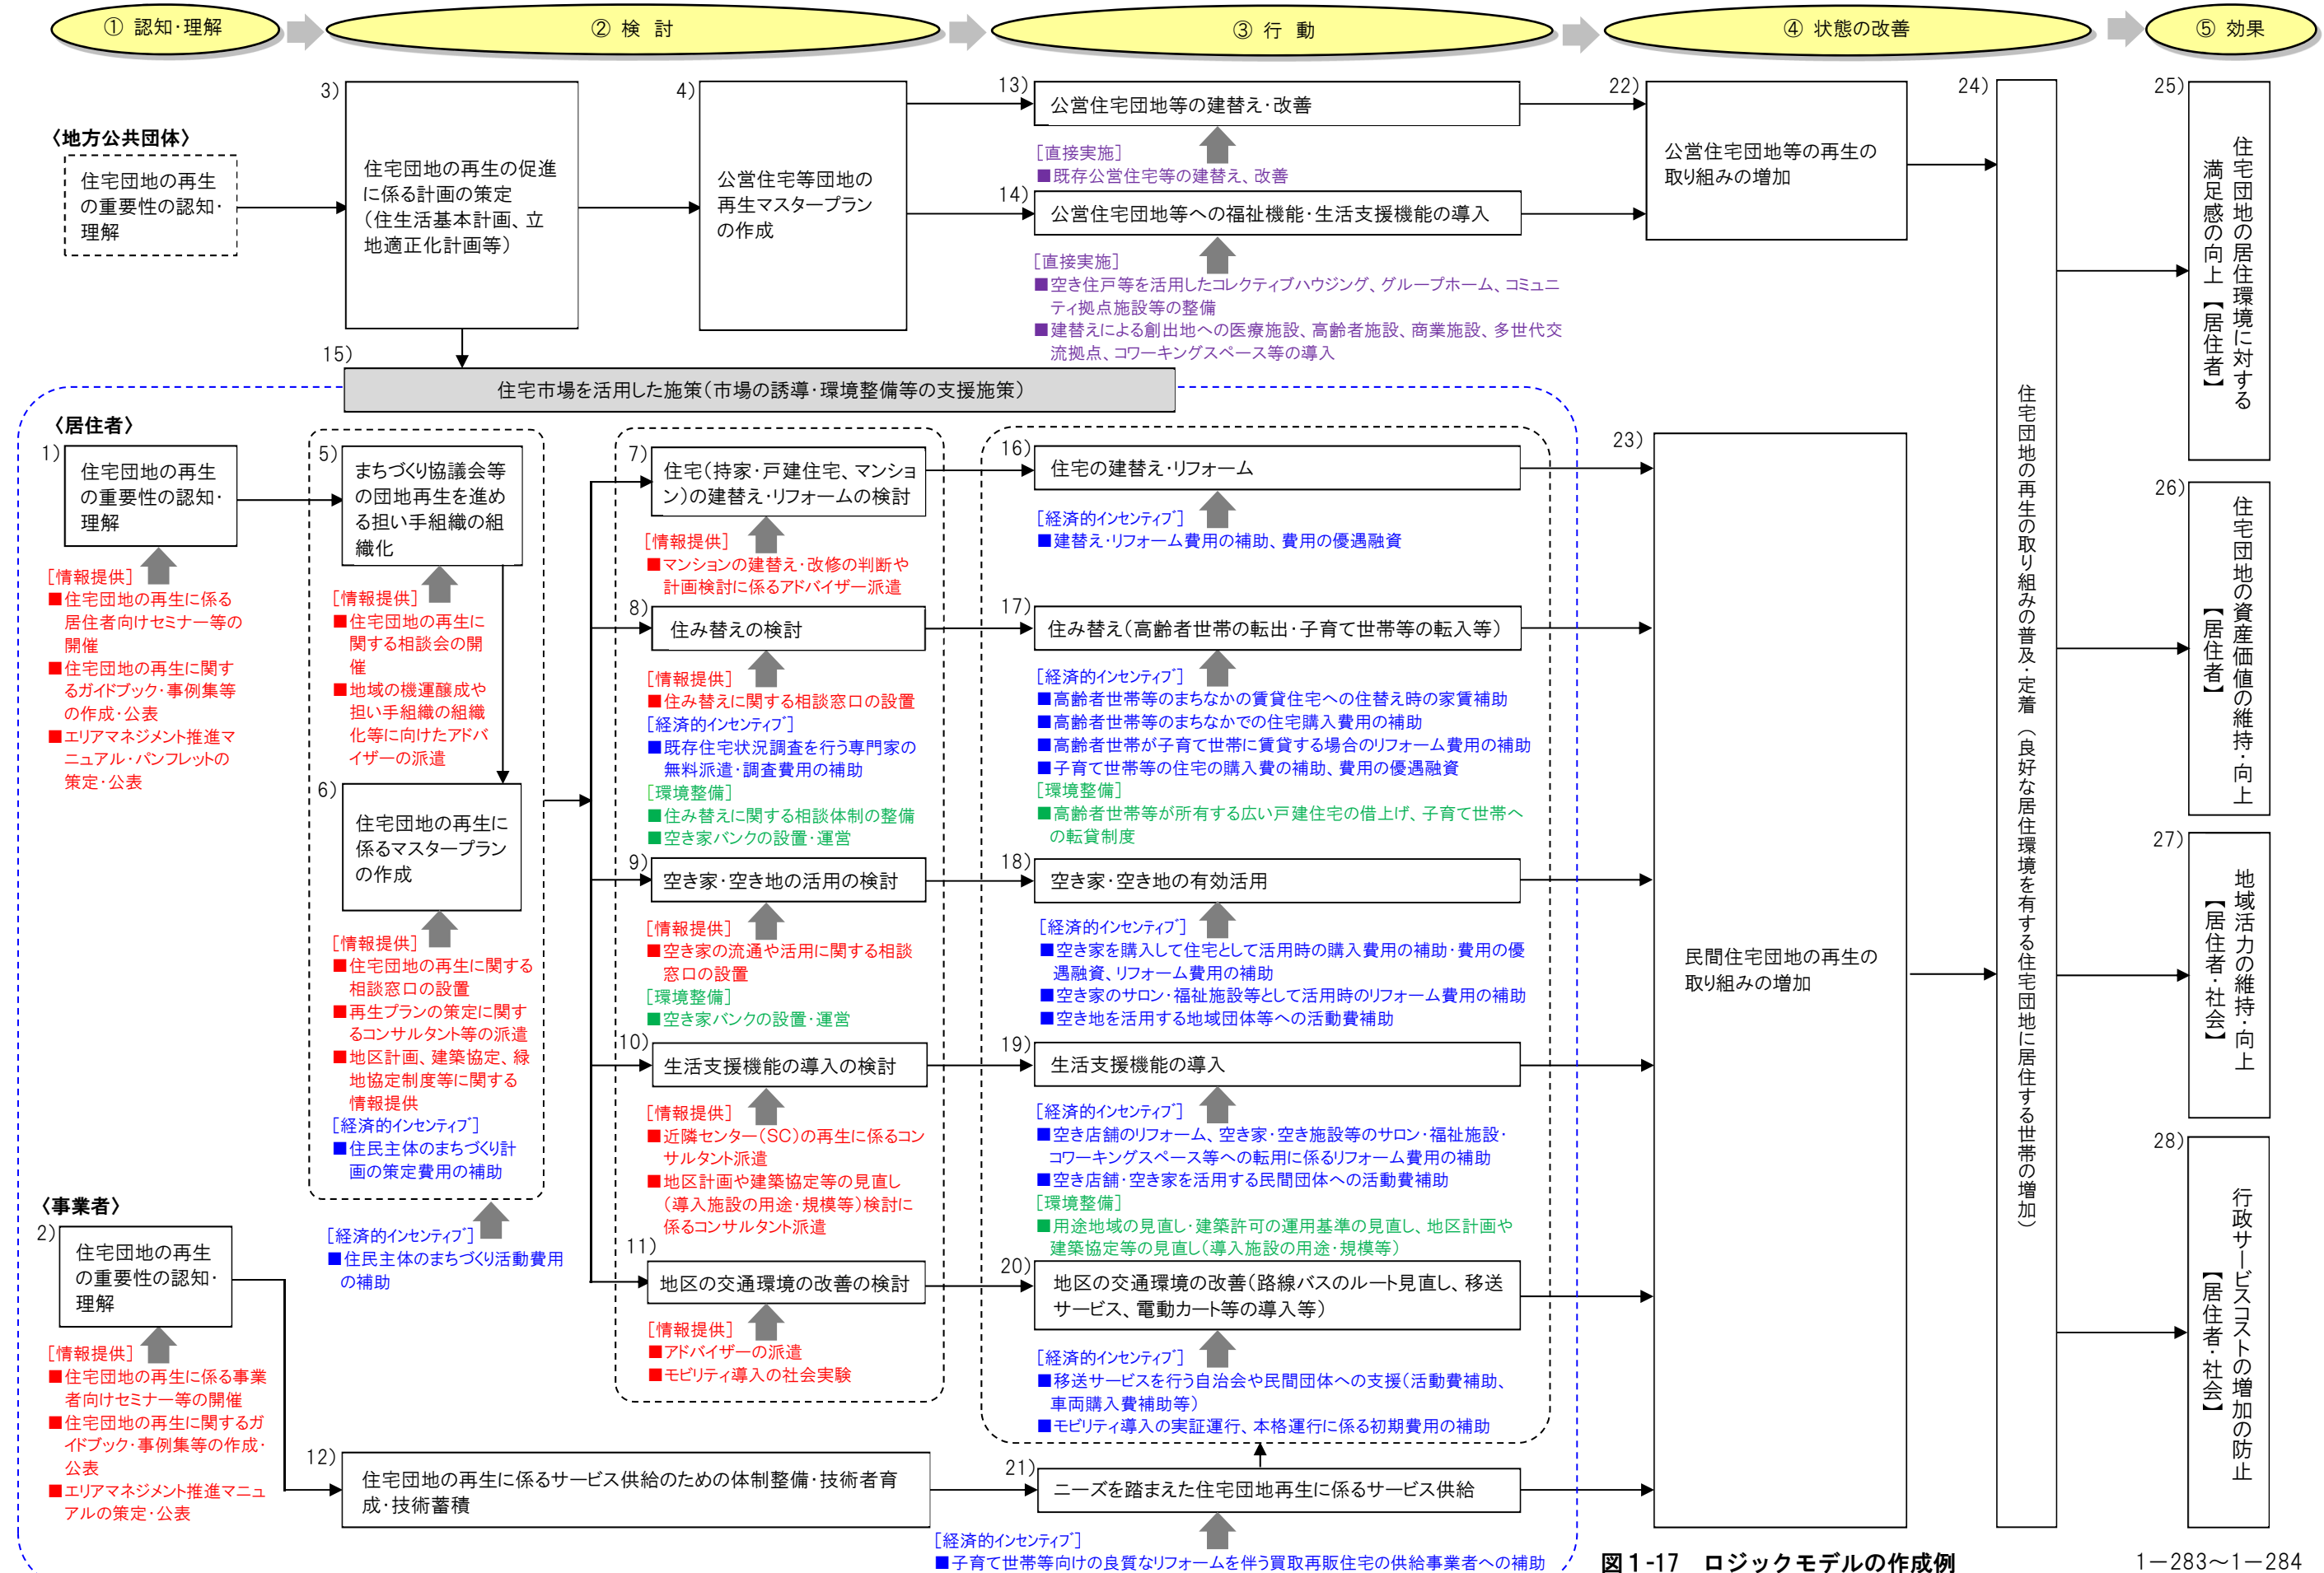 ① 認知･理解
② 検　討
③ 行　動
④ 状態の改善
⑤ 効果
〈地方公共団体〉
住宅団地の再生
の重要性の認知･
理解
3）
住宅団地の再生の促進
に係る計画の策定
（住生活基本計画、立
地適正化計画等）
4）
公営住宅等団地の
再生マスタープラン
の作成
13）
公営住宅団地等の建替え･改善
［直接実施］
■既存公営住宅等の建替え、改善
14）
公営住宅団地等への福祉機能･生活支援機能の導入
［直接実施］
■空き住戸等を活用したコレクティブハウジング、グループホーム、コミュニ
ティ拠点施設等の整備
■建替えによる創出地への医療施設、高齢者施設、商業施設、多世代交
流拠点、コワーキングスペース等の導入
22）
公営住宅団地等の再生の
取り組みの増加
15）
住宅市場を活用した施策（市場の誘導･環境整備等の支援施策）
〈居住者〉
1）
住宅団地の再生
の重要性の認知･
理解
［情報提供］
■住宅団地の再生に係る
居住者向けセミナー等の
開催
■住宅団地の再生に関す
るガイドブック･事例集等
の作成･公表
■エリアマネジメント推進マ
ニュアル･パンフレットの
策定･公表
5）
まちづくり協議会等
の団地再生を進め
る担い手組織の組
織化
［情報提供］
■住宅団地の再生に
関する相談会の開
催
■地域の機運醸成や
担い手組織の組織
化等に向けたアドバ
イザーの派遣
6）
住宅団地の再生に
係るマスタープラン
の作成
［情報提供］
■住宅団地の再生に関する
相談窓口の設置
■再生プランの策定に関す
るコンサルタント等の派遣
■地区計画、建築協定、緑
地協定制度等に関する
情報提供
［経済的インセンティブ］
■住民主体のまちづくり計
画の策定費用の補助
［経済的インセンティブ］
■住民主体のまちづくり活動費用
の補助
7）
住宅（持家･戸建住宅、マンショ
ン）の建替え･リフォームの検討
［情報提供］
■マンションの建替え･改修の判断や
計画検討に係るアドバイザー派遣
8）
住み替えの検討
［情報提供］
■住み替えに関する相談窓口の設置
［経済的インセンティブ］
■既存住宅状況調査を行う専門家の
無料派遣･調査費用の補助
［環境整備］
■住み替えに関する相談体制の整備
■空き家バンクの設置･運営
9）
空き家･空き地の活用の検討
［情報提供］
■空き家の流通や活用に関する相談
窓口の設置
［環境整備］
■空き家バンクの設置･運営
10）
生活支援機能の導入の検討
［情報提供］
■近隣センター（SC）の再生に係るコン
サルタント派遣
■地区計画や建築協定等の見直し
（導入施設の用途･規模等）検討に
係るコンサルタント派遣
11）
地区の交通環境の改善の検討
［情報提供］
■アドバイザーの派遣
■モビリティ導入の社会実験
16）
住宅の建替え･リフォーム
［経済的インセンティブ］
■建替え･リフォーム費用の補助、費用の優遇融資
17）
住み替え（高齢者世帯の転出･子育て世帯等の転入等）
［経済的インセンティブ］
■高齢者世帯等のまちなかの賃貸住宅への住替え時の家賃補助
■高齢者世帯等のまちなかでの住宅購入費用の補助
■高齢者世帯が子育て世帯に賃貸する場合のリフォーム費用の補助
■子育て世帯等の住宅の購入費の補助、費用の優遇融資
［環境整備］
■高齢者世帯等が所有する広い戸建住宅の借上げ、子育て世帯へ
の転貸制度
18）
空き家･空き地の有効活用
［経済的インセンティブ］
■空き家を購入して住宅として活用時の購入費用の補助･費用の優
遇融資、リフォーム費用の補助
■空き家のサロン･福祉施設等として活用時のリフォーム費用の補助
■空き地を活用する地域団体等への活動費補助
19）
生活支援機能の導入
［経済的インセンティブ］
■空き店舗のリフォーム、空き家･空き施設等のサロン･福祉施設･
コワーキングスペース等への転用に係るリフォーム費用の補助
■空き店舗･空き家を活用する民間団体への活動費補助
［環境整備］
■用途地域の見直し･建築許可の運用基準の見直し、地区計画や
建築協定等の見直し（導入施設の用途･規模等）
20）
地区の交通環境の改善（路線バスのルート見直し、移送
サービス、電動カート等の導入等）
［経済的インセンティブ］
■移送サービスを行う自治会や民間団体への支援（活動費補助、
車両購入費補助等）
■モビリティ導入の実証運行、本格運行に係る初期費用の補助
〈事業者〉
2）
住宅団地の再生
の重要性の認知･
理解
［情報提供］
■住宅団地の再生に係る事業
者向けセミナー等の開催
■住宅団地の再生に関するガ
イドブック･事例集等の作成･
公表
■エリアマネジメント推進マニュ
アルの策定･公表
12）
住宅団地の再生に係るサービス供給のための体制整備･技術者育
成･技術蓄積
21）
ニーズを踏まえた住宅団地再生に係るサービス供給
［経済的インセンティブ］
■子育て世帯等向けの良質なリフォームを伴う買取再販住宅の供給事業者への補助
23）
民間住宅団地の再生の
取り組みの増加
24）
住宅団地の再生の取り組みの普及･定着（良好な居住環境を有する住宅団地に居住する世帯の増加）
25）
住宅団地の居住環境に対する
満足感の向上【居住者】
26）
住宅団地の資産価値の維持･向上
【居住者】
27）
地域活力の維持･向上
【居住者･社会】
28）
行政サービスコストの増加の防止
【居住者･社会】
図1-17　ロジックモデルの作成例
1－283～1－284